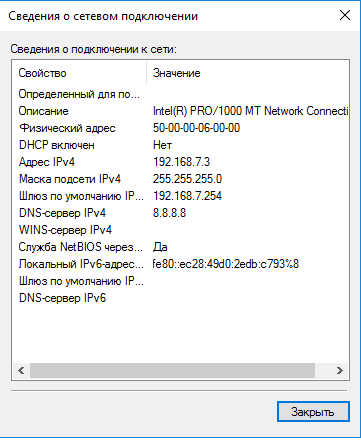 Сведения о сетевом подключении
Сведения о подключении к сети:
Свойство Значение
Определенный для по...
Описание Intel(R) PRO/1000 MT Network Connecti
Физический адрес 50-00-00-06-00-00
DHCP включен Нет
Адрес IPv4 192.168.7.3
Маска подсети IPv4 255.255.255.0
Шлюз по умолчанию IP... 192.168.7.254
DNS-сервер IPv4 8.8.8.8
WINS-сервер IPv4
Служба NetBIOS через... Да
Локальный IPv6-адрес... fe80::ec28:49d0:2edb:c793%8
Шлюз по умолчанию IP...
DNS-сервер IPv6
Закрыть